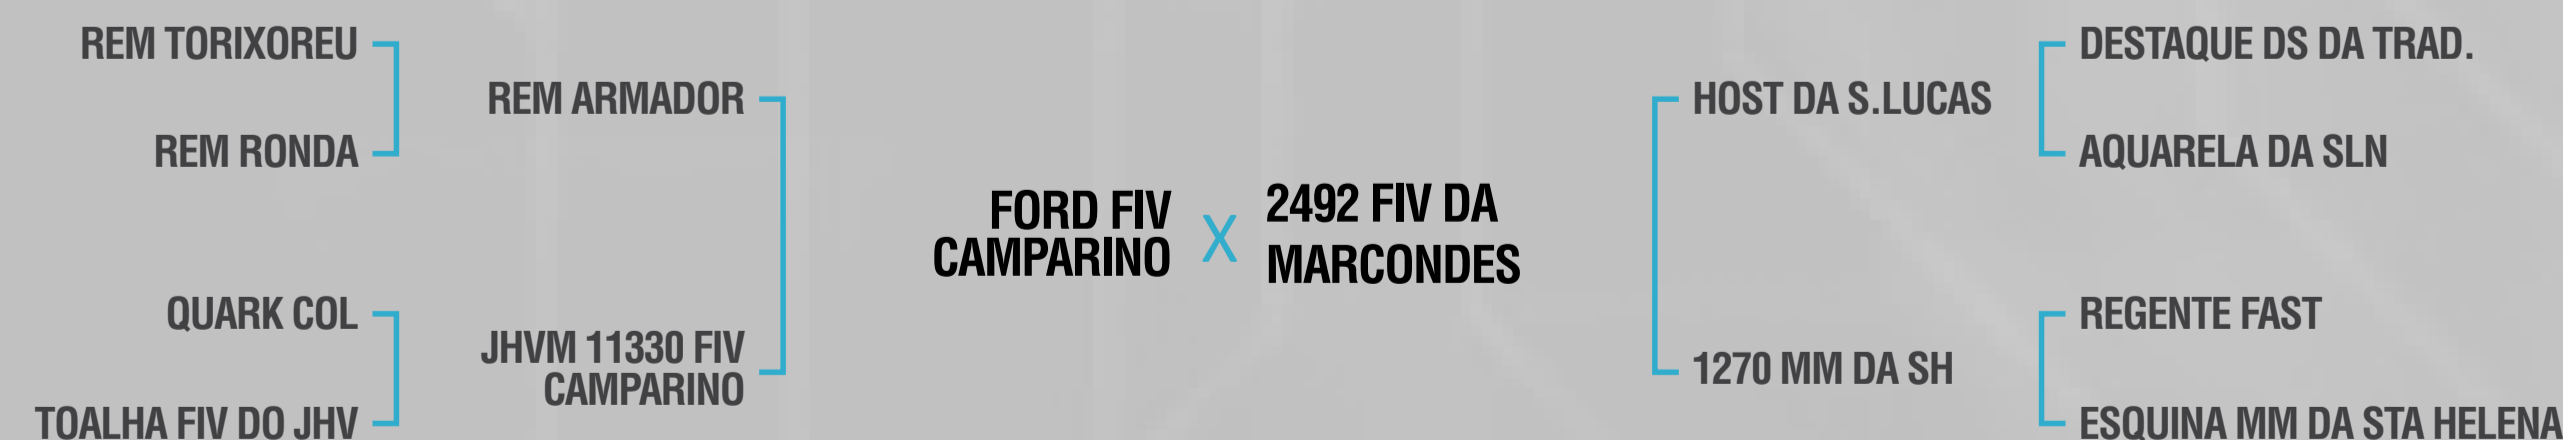 REM TORIXOREU
REM RONDA
QUARK COL
TOALHA FIV DO JHV
REM ARMADOR
JHVM 11330 FIV
CAMPARINO
FORD FIV
CAMPARINO
X
2492 FIV DA
MARCONDES
HOST DA S.LUCAS
1270 MM DA SH
DESTAQUE DS DA TRAD.
AQUARELA DA SLN
REGENTE FAST
ESQUINA MM DA STA HELENA